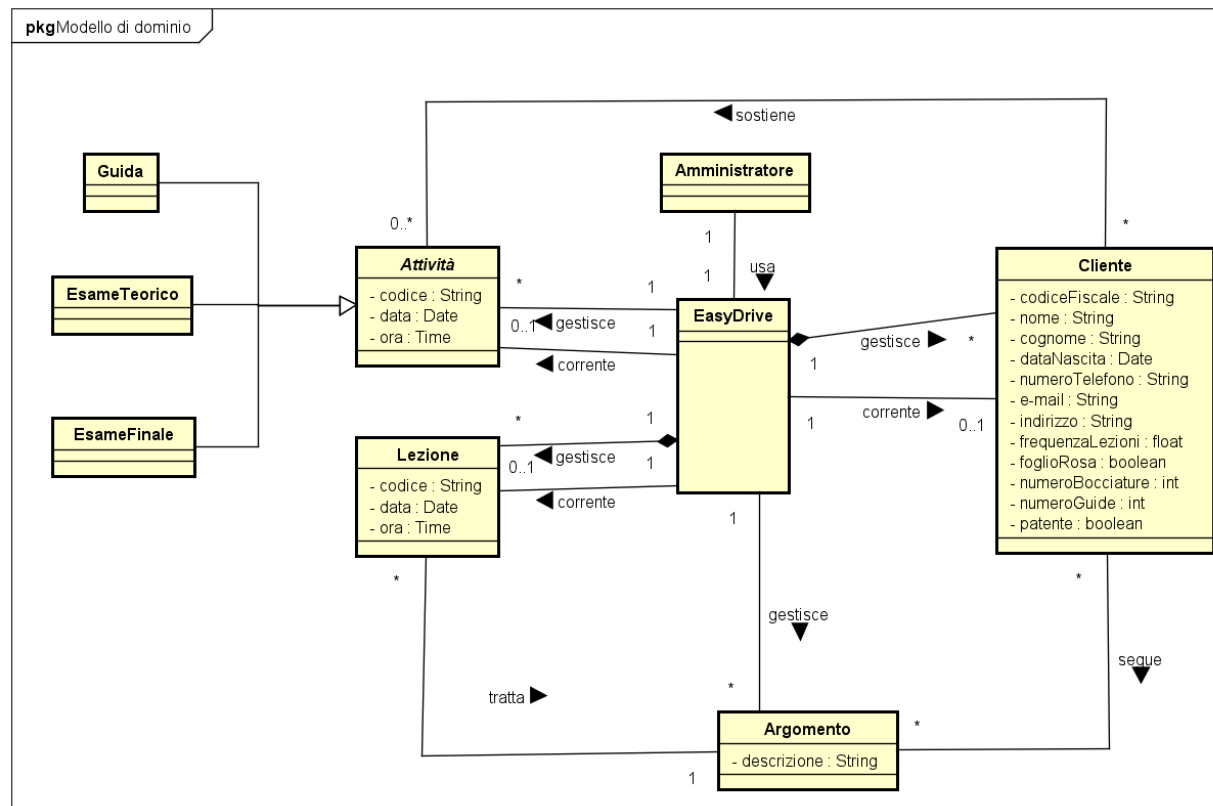 pkgModello di dominio
sostiene
Guida
Amministratore
0..*
1
*
Attività
- codice : String
- data : Date
- ora : Time
Cliente
- codiceFiscale : String
- nome : String
- cognome : String
- dataNascita : Date
- numeroTelefono : String
- e-mail : String
- indirizzo : String
- frequenzaLezioni : float
- foglioRosa : boolean
- numeroBocciature : int
- numeroGuide : int
- patente : boolean
EsameTeorico
1
usa
*
1
EasyDrive
0..1
gestisce
1
corrente
gestisce
*
1
corrente
1
0..1
EsameFinale
*
1
Lezione
- codice : String
- data : Date
- ora : Time
0..1
gestisce
1
corrente
1
*
*
gestisce
segue
tratta
*
*
Argomento
- descrizione : String
1